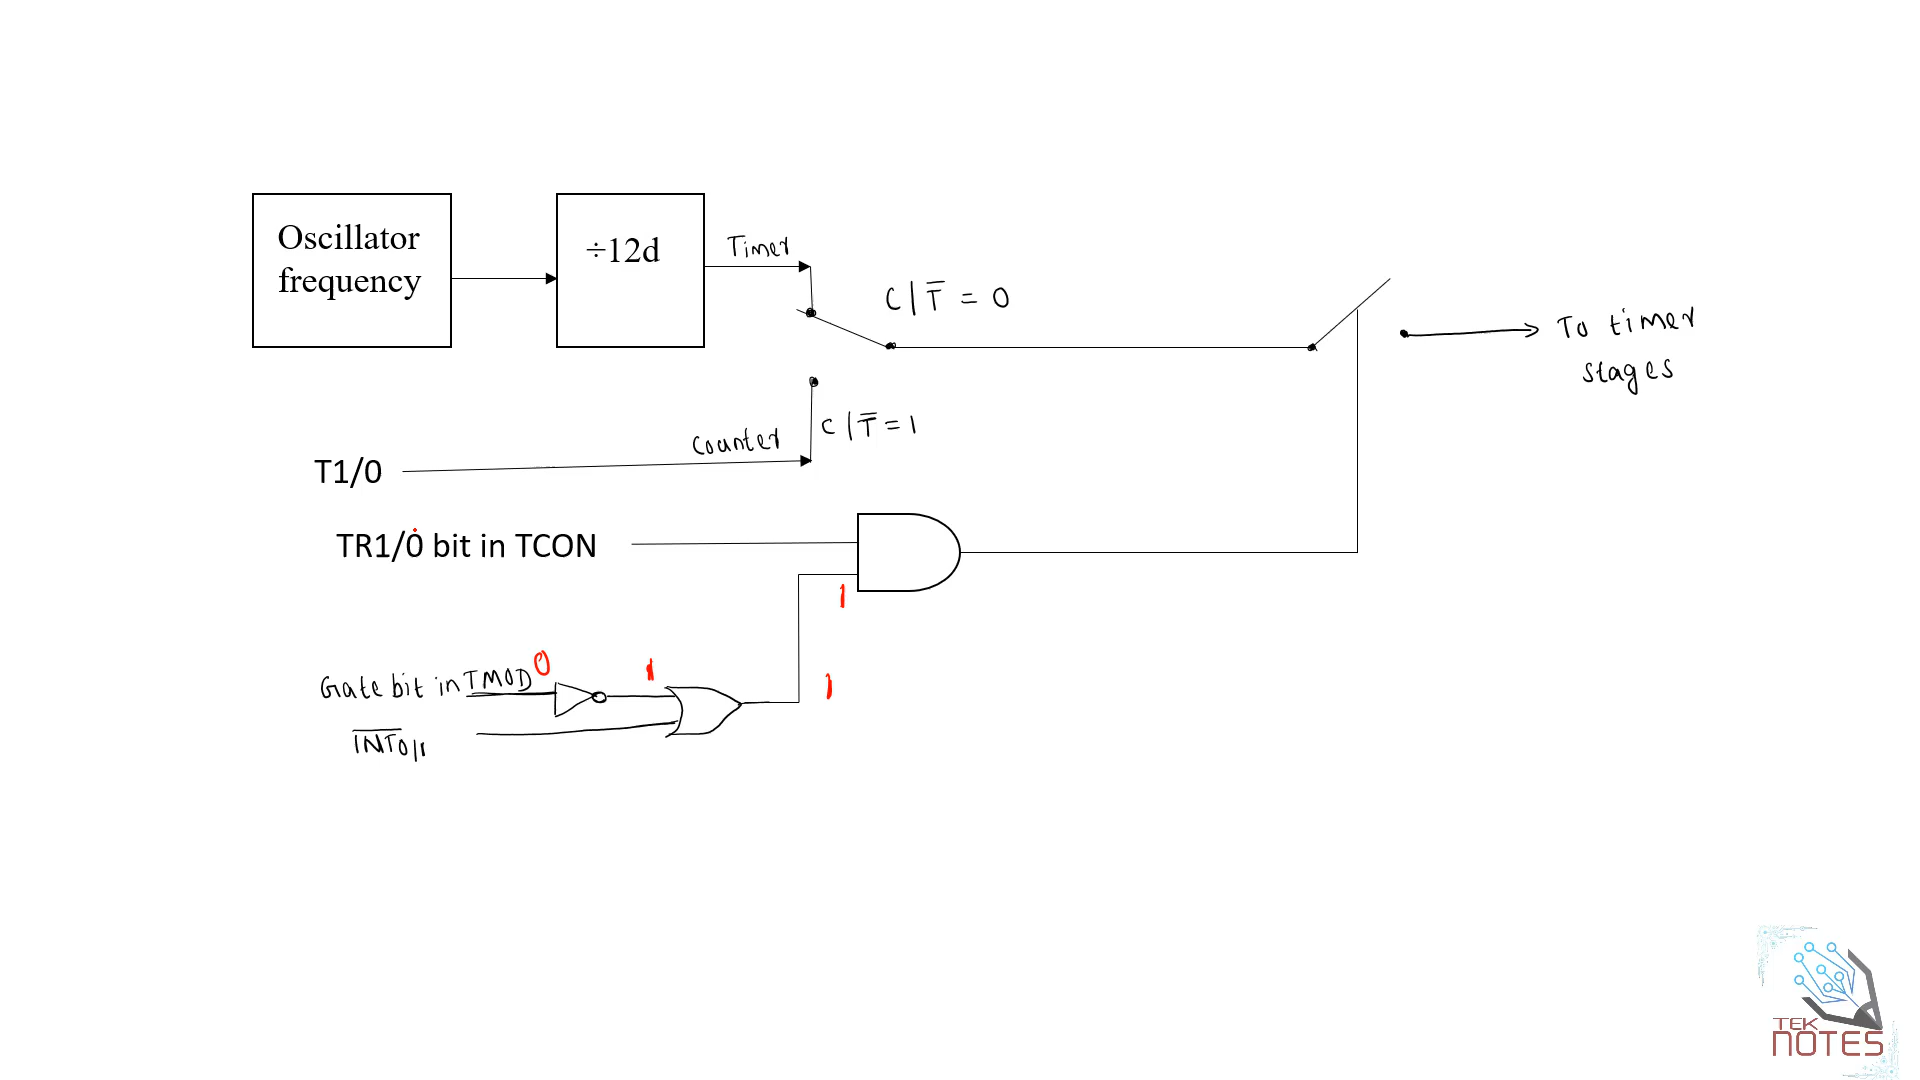 Oscillator
frequency
÷12d
Timer
C/T̅ = 0
To timer
stages
C/T̅ = 1
Counter
T1/0
TR1/0 bit in TCON
1
Gate bit in TMOD 0
1
1
I̅N̅T̅0/1
TEK
NOTES